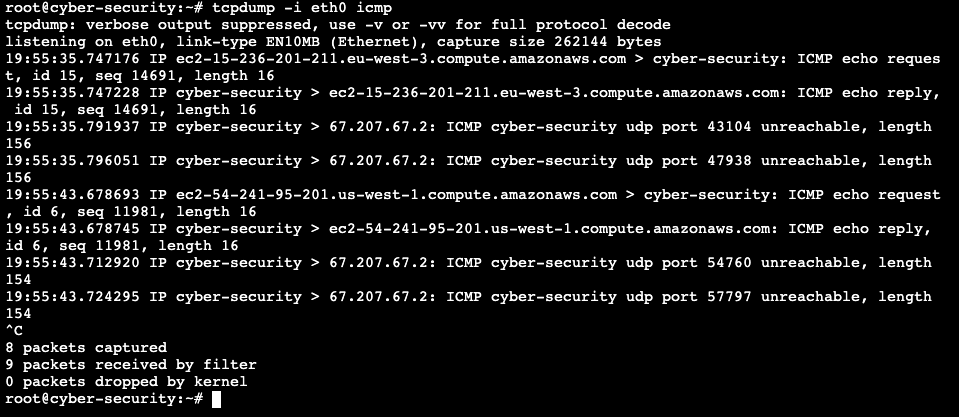 root@cyber-security:~# tcpdump -i eth0 icmp
tcpdump: verbose output suppressed, use -v or -vv for full protocol decode
listening on eth0, link-type EN10MB (Ethernet), capture size 262144 bytes
19:55:35.747176 IP ec2-15-236-201-211.eu-west-3.compute.amazonaws.com > cyber-security: ICMP echo reques
t, id 15, seq 14691, length 16
19:55:35.747228 IP cyber-security > ec2-15-236-201-211.eu-west-3.compute.amazonaws.com: ICMP echo reply,
 id 15, seq 14691, length 16
19:55:35.791937 IP cyber-security > 67.207.67.2: ICMP cyber-security udp port 43104 unreachable, length
156
19:55:35.796051 IP cyber-security > 67.207.67.2: ICMP cyber-security udp port 47938 unreachable, length
156
19:55:43.678693 IP ec2-54-241-95-201.us-west-1.compute.amazonaws.com > cyber-security: ICMP echo request
, id 6, seq 11981, length 16
19:55:43.678745 IP cyber-security > ec2-54-241-95-201.us-west-1.compute.amazonaws.com: ICMP echo reply,
id 6, seq 11981, length 16
19:55:43.712920 IP cyber-security > 67.207.67.2: ICMP cyber-security udp port 54760 unreachable, length
154
19:55:43.724295 IP cyber-security > 67.207.67.2: ICMP cyber-security udp port 57797 unreachable, length
154
^C
8 packets captured
9 packets received by filter
0 packets dropped by kernel
root@cyber-security:~#